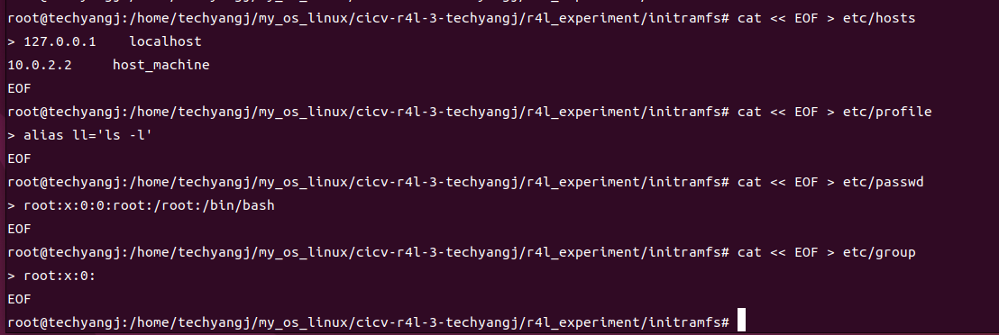 root@techyangj:/home/techyangj/my_os_linux/cicv-r4l-3-techyangj/r4l_experiment/initramfs# cat << EOF > etc/hosts
> 127.0.0.1    localhost
10.0.2.2     host_machine
EOF
root@techyangj:/home/techyangj/my_os_linux/cicv-r4l-3-techyangj/r4l_experiment/initramfs# cat << EOF > etc/profile
> alias ll='ls -l'
EOF
root@techyangj:/home/techyangj/my_os_linux/cicv-r4l-3-techyangj/r4l_experiment/initramfs# cat << EOF > etc/passwd
> root:x:0:0:root:/root:/bin/bash
EOF
root@techyangj:/home/techyangj/my_os_linux/cicv-r4l-3-techyangj/r4l_experiment/initramfs# cat << EOF > etc/group
> root:x:0:
EOF
root@techyangj:/home/techyangj/my_os_linux/cicv-r4l-3-techyangj/r4l_experiment/initramfs#